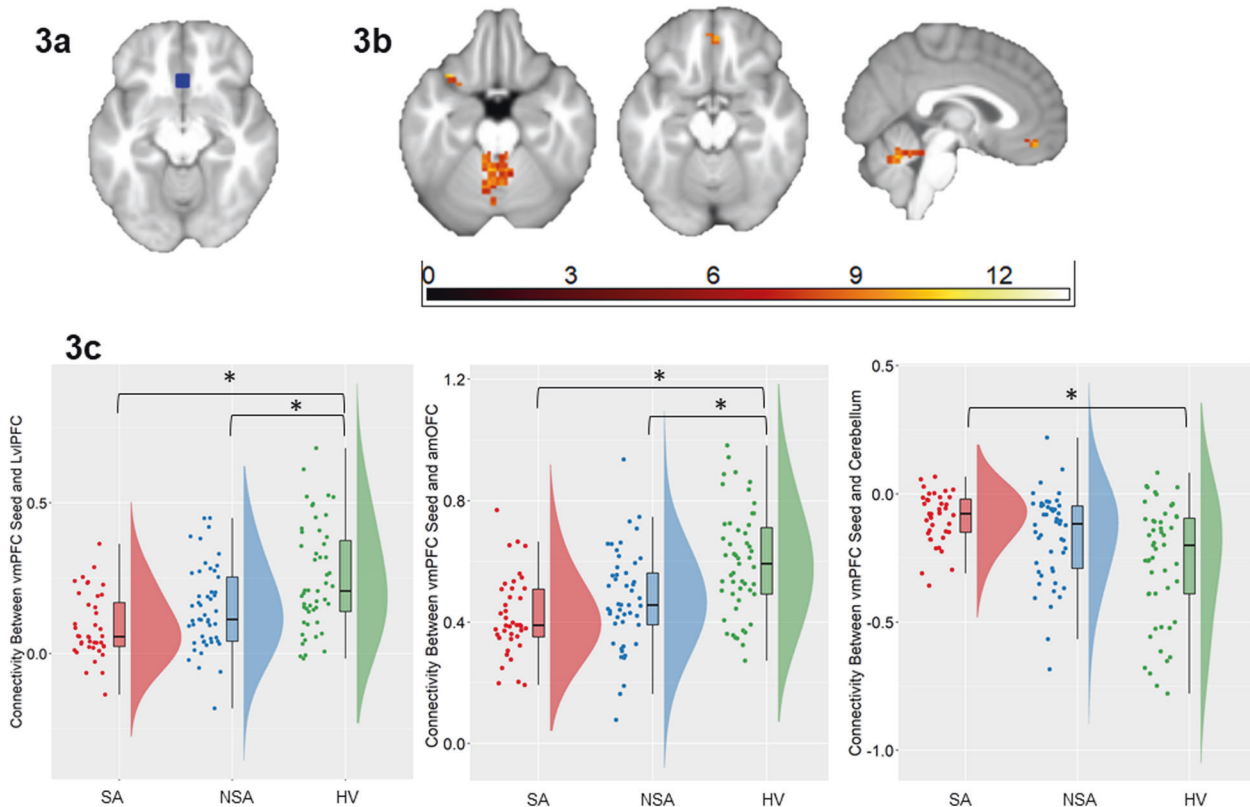 3a
3b
0 3 6 9 12
3c
Connectivity Between vmPFC Seed and LvlPFC
0.5
0.0
*
*
SA NSA HV
Connectivity Between vmPFC Seed and amOFC
1.2
0.8
0.4
0.0
*
*
SA NSA HV
Connectivity Between vmPFC Seed and Cerebellum
0.5
0.0
-0.5
-1.0
*
SA NSA HV